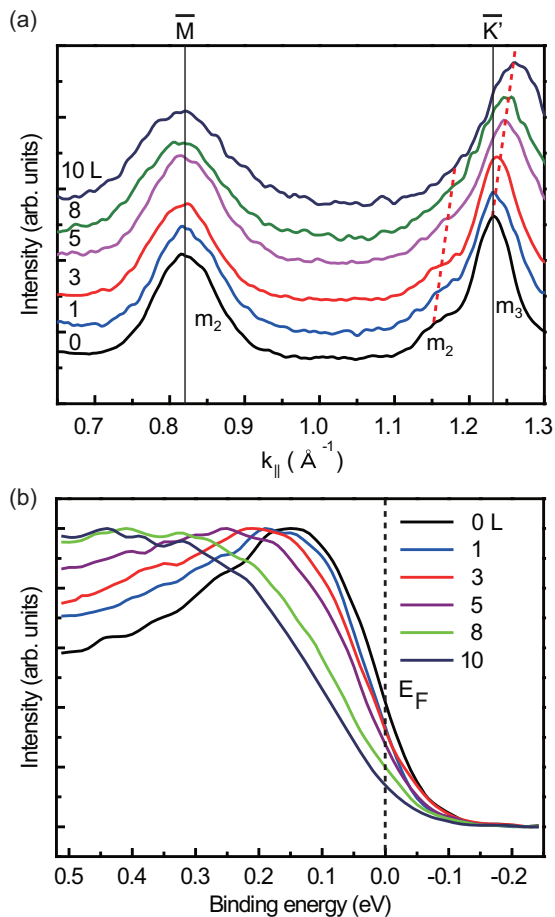 (a)
M̅
K̅'
Intensity (arb. units)
10 L
8
5
3
1
0
m₂
m₂
m₃
0.7 0.8 0.9 1.0 1.1 1.2 1.3
k∥ ( Å ⁻¹)
(b)
Intensity (arb. units)
0 L
1
3
5
8
10
E_F
0.5 0.4 0.3 0.2 0.1 0.0 -0.1 -0.2
Binding energy (eV)